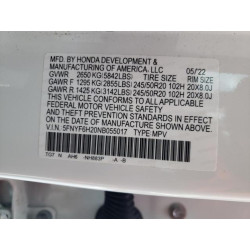 MFD. BY HONDA DEVELOPMENT &
MANUFACTURING OF AMERICA, LLC 05/22
GVWR 2650 KG(5842LBS) TIRE SIZE RIM SIZE
GAWR F 1295 KG(2855LBS)245/50R20 102H 20X8.0J
GAWR R 1425 KG(3142LBS)245/50R20 102H 20X8.0J
THIS VEHICLE CONFORMS TO ALL APPLICABLE
FEDERAL MOTOR VEHICLE SAFETY
STANDARDS IN EFFECT ON THE DATE OF
MANUFACTURE SHOWN ABOVE.
V.I.N. 5FNYF6H20NB055017 TYPE:MPV